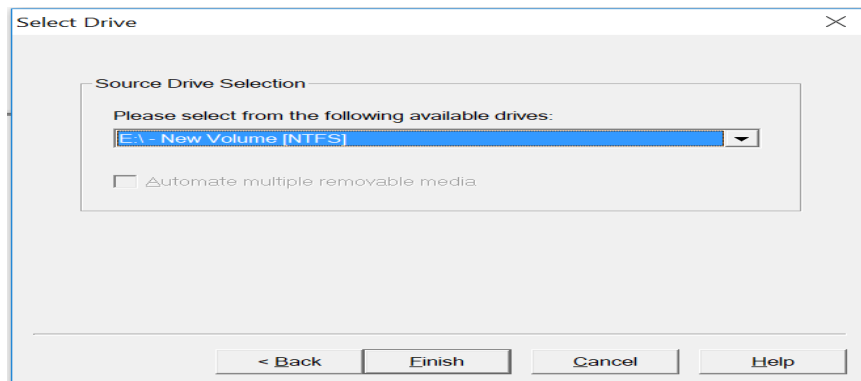 Select Drive
Source Drive Selection
Please select from the following available drives:
E:\ - New Volume [NTFS]
Automate multiple removable media
< Back
Finish
Cancel
Help